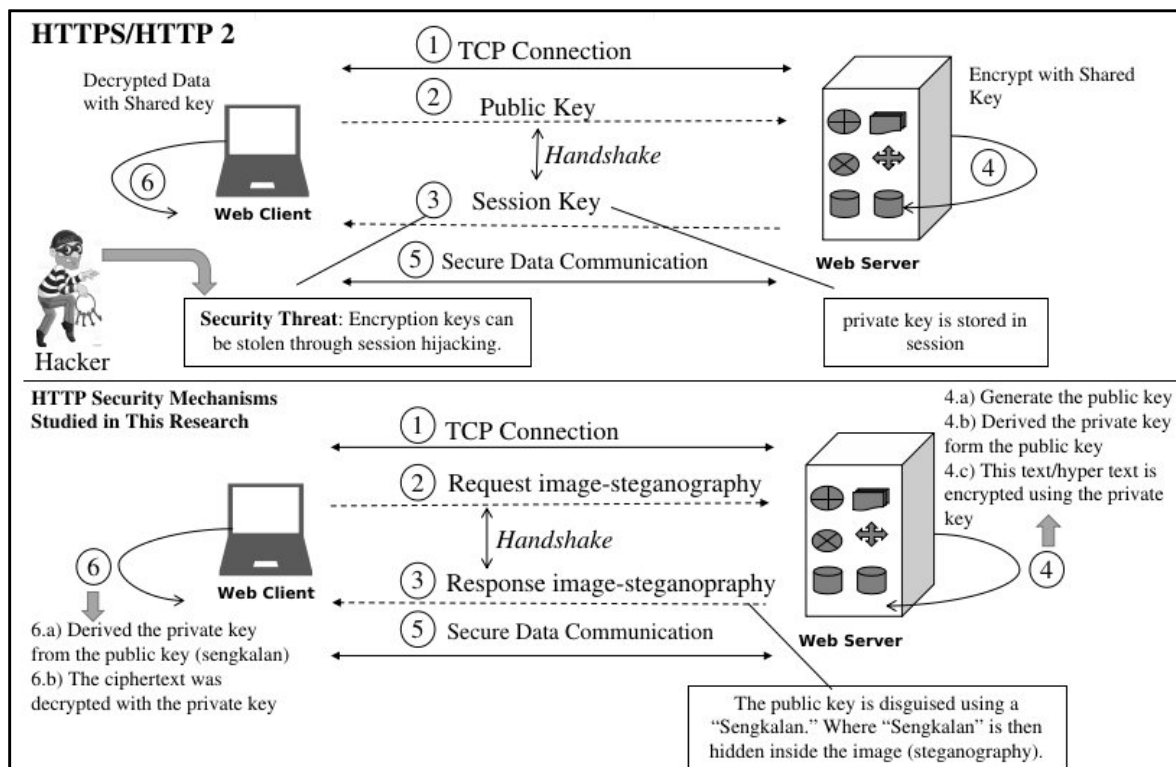 HTTPS/HTTP 2
1 TCP Connection
Decrypted Data
with Shared key
2 Public Key
Encrypt with Shared
Key
Handshake
6
4
Web Client
3 Session Key
5 Secure Data Communication
Web Server
Security Threat: Encryption keys can
be stolen through session hijacking.
private key is stored in
session
Hacker
HTTP Security Mechanisms
Studied in This Research
1 TCP Connection
4.a) Generate the public key
4.b) Derived the private key
form the public key
4.c) This text/hyper text is
encrypted using the private
key
2 Request image-steganography
Handshake
6
4
Web Client
3 Response image-steganopraphy
5 Secure Data Communication
Web Server
6.a) Derived the private key
from the public key (sengkalan)
6.b) The ciphertext was
decrypted with the private key
The public key is disguised using a
“Sengkalan.” Where “Sengkalan” is then
hidden inside the image (steganography).